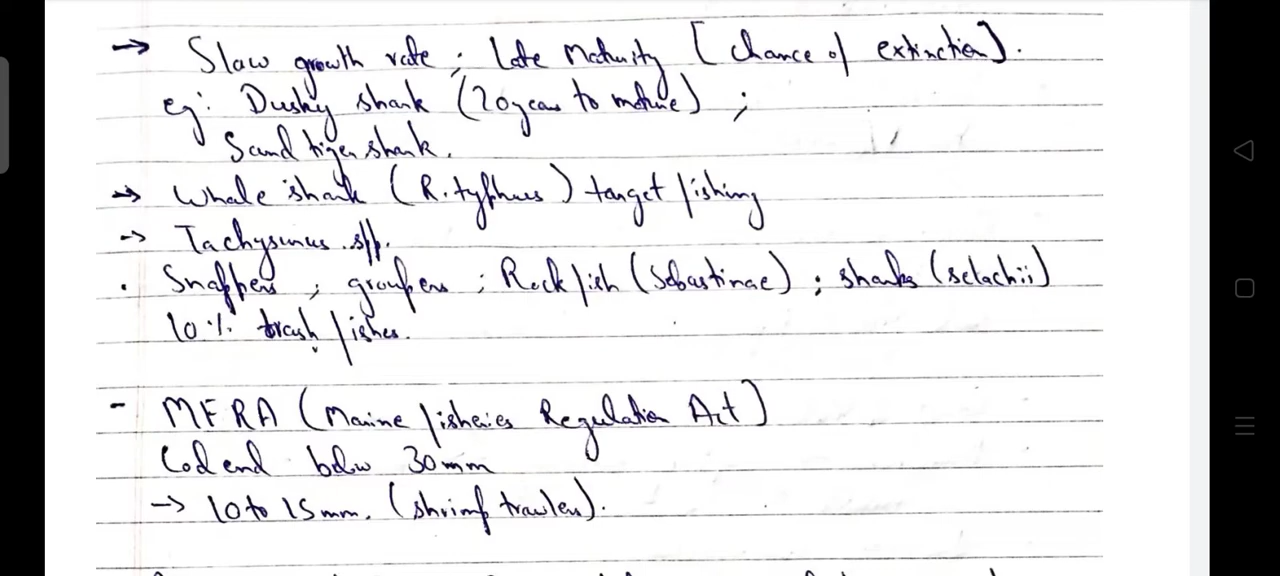 → Slow growth rate ; late maturity [chance of extinction].
eg: Dusky shark (20 years to mature) ;
Sand tiger shark.
→ Whale shark (R. typhus) target fishing
→ Tachysurus spp.
. Snappers ; groupers ; Rockfish (Sebastinae) ; sharks (selachii)
10% trash fishes.
- MFRA (Marine fisheries Regulation Act)
Cod end below 30mm
→ 10 to 15mm. (shrimp trawlers).